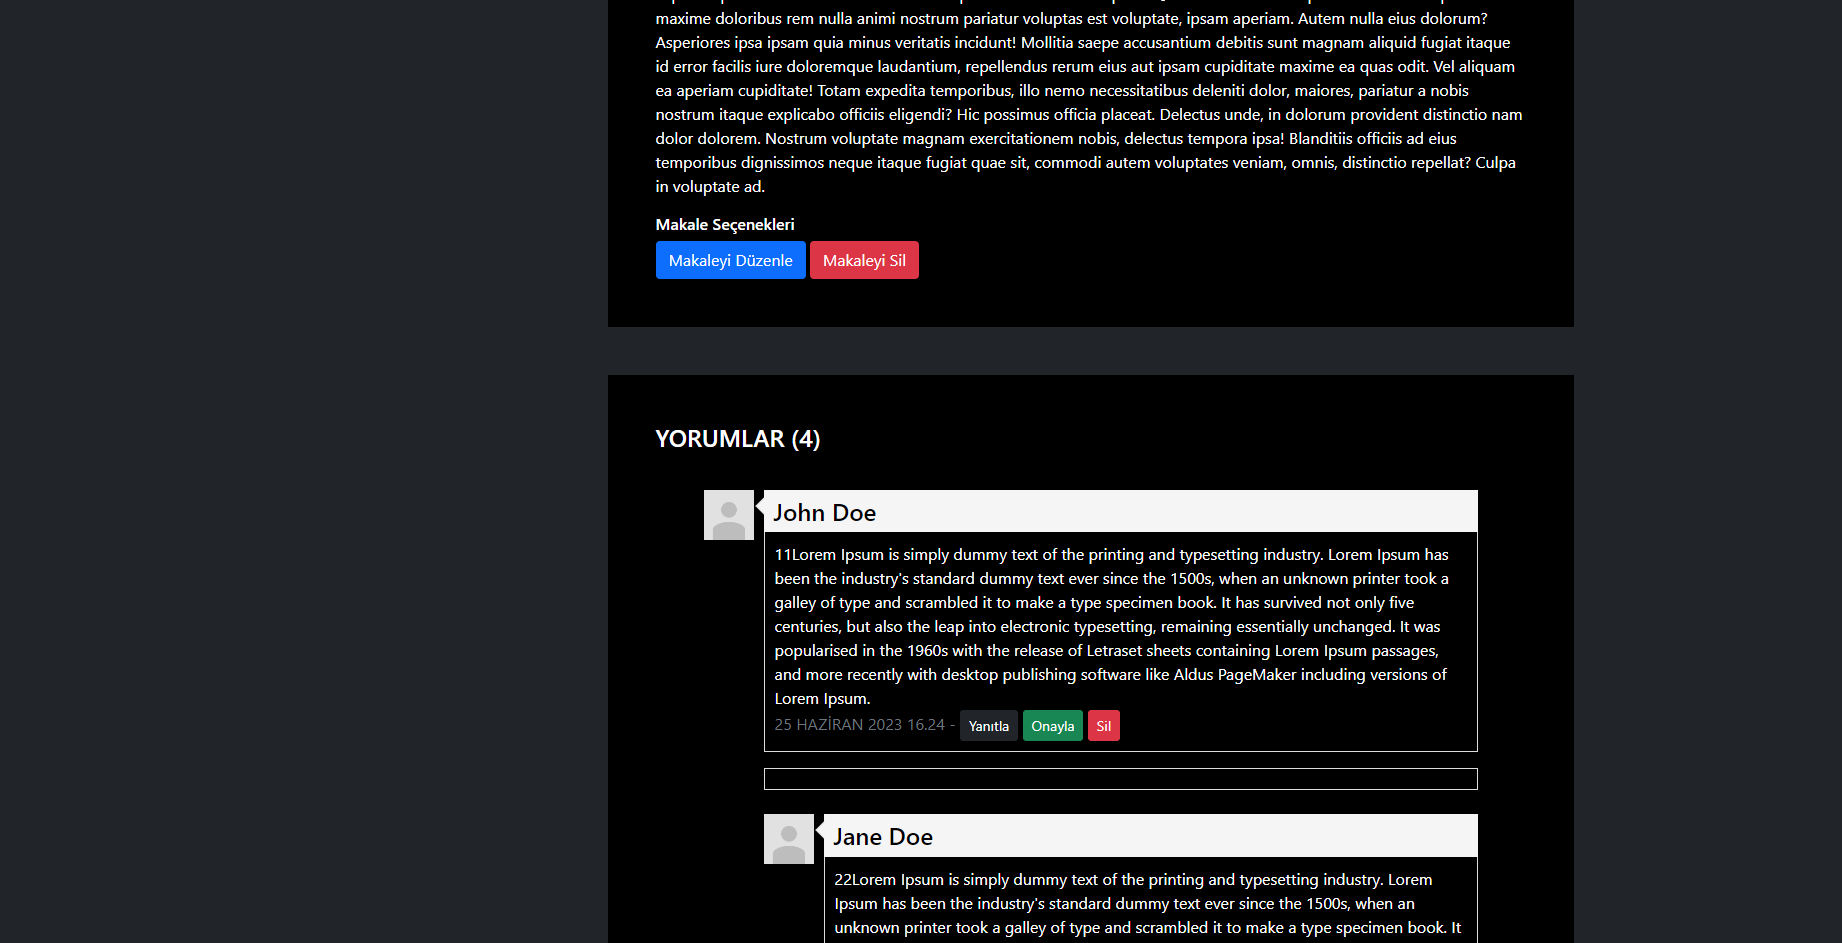 maxime doloribus rem nulla animi nostrum pariatur voluptas est voluptate, ipsam aperiam. Autem nulla eius dolorum?
Asperiores ipsa ipsam quia minus veritatis incidunt! Mollitia saepe accusantium debitis sunt magnam aliquid fugiat itaque
id error facilis iure doloremque laudantium, repellendus rerum eius aut ipsam cupiditate maxime ea quas odit. Vel aliquam
ea aperiam cupiditate! Totam expedita temporibus, illo nemo necessitatibus deleniti dolor, maiores, pariatur a nobis
nostrum itaque explicabo officiis eligendi? Hic possimus officia placeat. Delectus unde, in dolorum provident distinctio nam
dolor dolorem. Nostrum voluptate magnam exercitationem nobis, delectus tempora ipsa! Blanditiis officiis ad eius
temporibus dignissimos neque itaque fugiat quae sit, commodi autem voluptates veniam, omnis, distinctio repellat? Culpa
in voluptate ad.
Makale Seçenekleri
Makaleyi Düzenle Makaleyi Sil
YORUMLAR (4)
John Doe
11Lorem Ipsum is simply dummy text of the printing and typesetting industry. Lorem Ipsum has
been the industry's standard dummy text ever since the 1500s, when an unknown printer took a
galley of type and scrambled it to make a type specimen book. It has survived not only five
centuries, but also the leap into electronic typesetting, remaining essentially unchanged. It was
popularised in the 1960s with the release of Letraset sheets containing Lorem Ipsum passages,
and more recently with desktop publishing software like Aldus PageMaker including versions of
Lorem Ipsum.
25 HAZİRAN 2023 16.24 - Yanıtla Onayla Sil
Jane Doe
22Lorem Ipsum is simply dummy text of the printing and typesetting industry. Lorem
Ipsum has been the industry's standard dummy text ever since the 1500s, when an
unknown printer took a galley of type and scrambled it to make a type specimen book. It